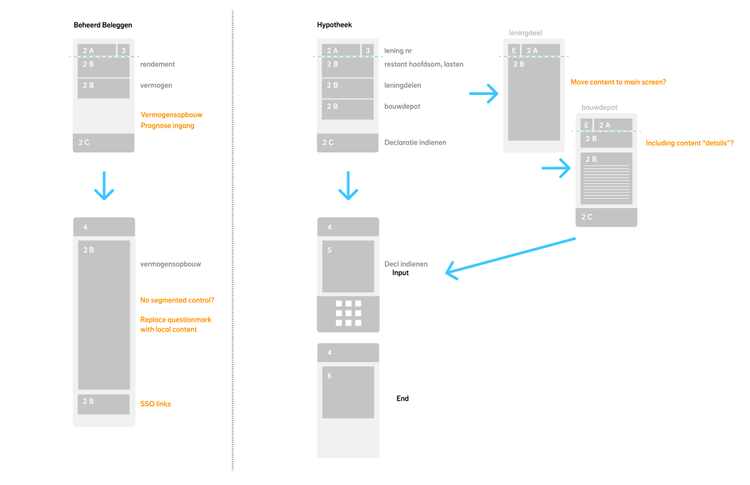 Beheerd Beleggen
2 A
3
2 B
rendement
2 B
vermogen
Vermogensopbouw
Prognose ingang
2 C
4
2 B
vermogensopbouw
No segmented control?
Replace questionmark
with local content
2 B
SSO links
Hypotheek
2 A
3
lening nr
2 B
restant hoofdsom, lasten
2 B
leningdelen
2 B
bouwdepot
2 C
Declaratie indienen
leningdeel
E
2 A
2 B
Move content to main screen?
bouwdepot
E
2 A
2 B
Including content “details”?
2 B
2 C
4
5
Decl indienen
Input
4
6
End